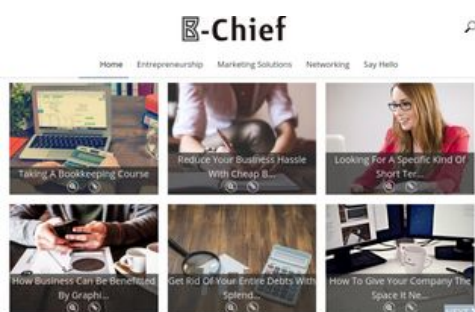 B-Chief
Home Entrepreneurship Marketing Solutions Networking Say Hello
Taking A Bookkeeping Course
Reduce Your Business Hassle
With Cheap B...
Looking For A Specific Kind Of
Short Ter...
How Business Can Be Benefitted
By Graphi...
Get Rid Of Your Entire Debts With
Splend...
How To Give Your Company The
Space It Ne...